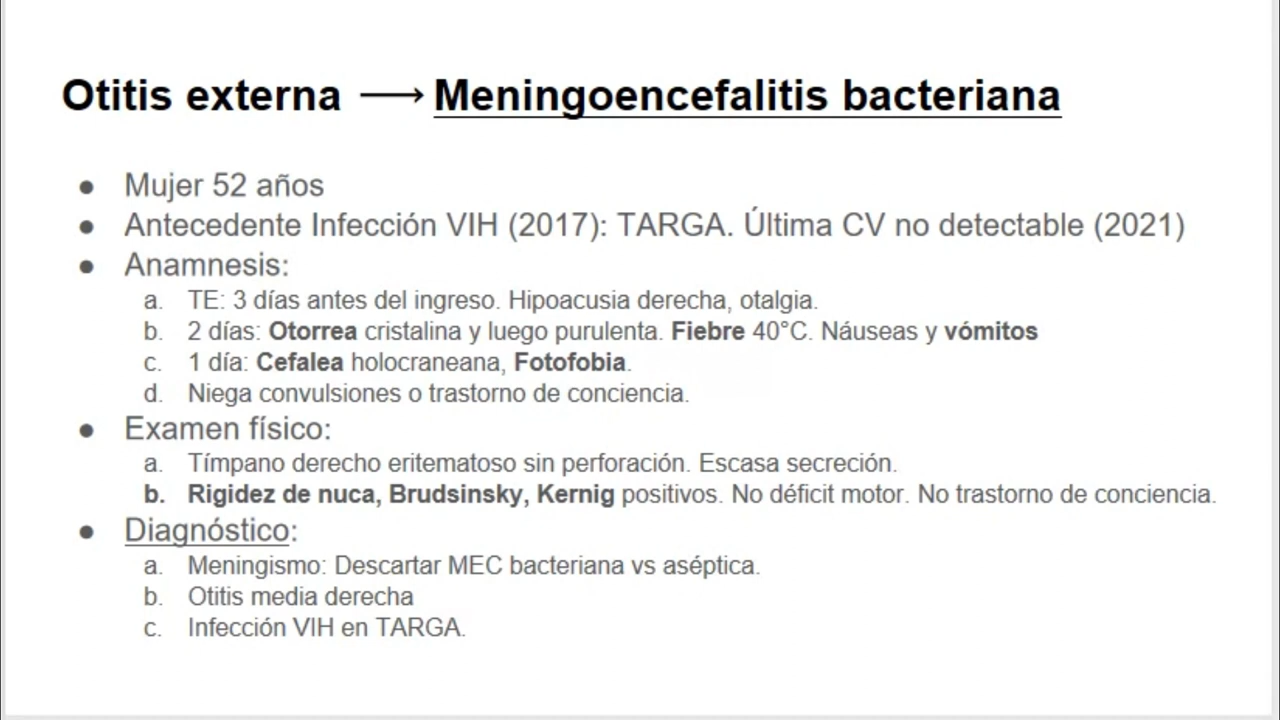 Otitis externa ⟶ Meningoencefalitis bacteriana
● Mujer 52 años
● Antecedente Infección VIH (2017): TARGA. Última CV no detectable (2021)
● Anamnesis:
a. TE: 3 días antes del ingreso. Hipoacusia derecha, otalgia.
b. 2 días: Otorrea cristalina y luego purulenta. Fiebre 40°C. Náuseas y vómitos
c. 1 día: Cefalea holocraneana, Fotofobia.
d. Niega convulsiones o trastorno de conciencia.
● Examen físico:
a. Tímpano derecho eritematoso sin perforación. Escasa secreción.
b. Rigidez de nuca, Brudsinsky, Kernig positivos. No déficit motor. No trastorno de conciencia.
● Diagnóstico:
a. Meningismo: Descartar MEC bacteriana vs aséptica.
b. Otitis media derecha
c. Infección VIH en TARGA.